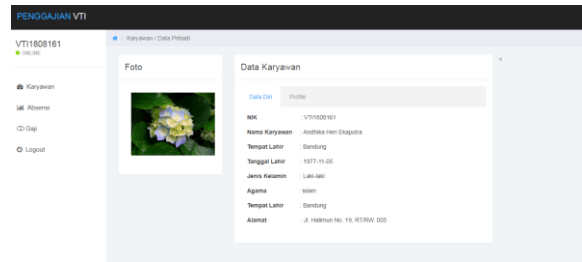 PENGGAJIAN VTI
VTI1808161
ONLINE
Karyawan / Data Pribadi
Karyawan
Absensi
Gaji
Logout
Foto
Data Karyawan
Data Diri Profile
NIK : VTI1808161
Nama Karyawan : Andhika Heri Ekaputra
Tempat Lahir : Bandung
Tanggal Lahir : 1977-11-05
Jenis Kelamin : Laki-laki
Agama : Islam
Tempat Lahir : Bandung
Alamat : Jl. Halimun No. 19, RT/RW. 005